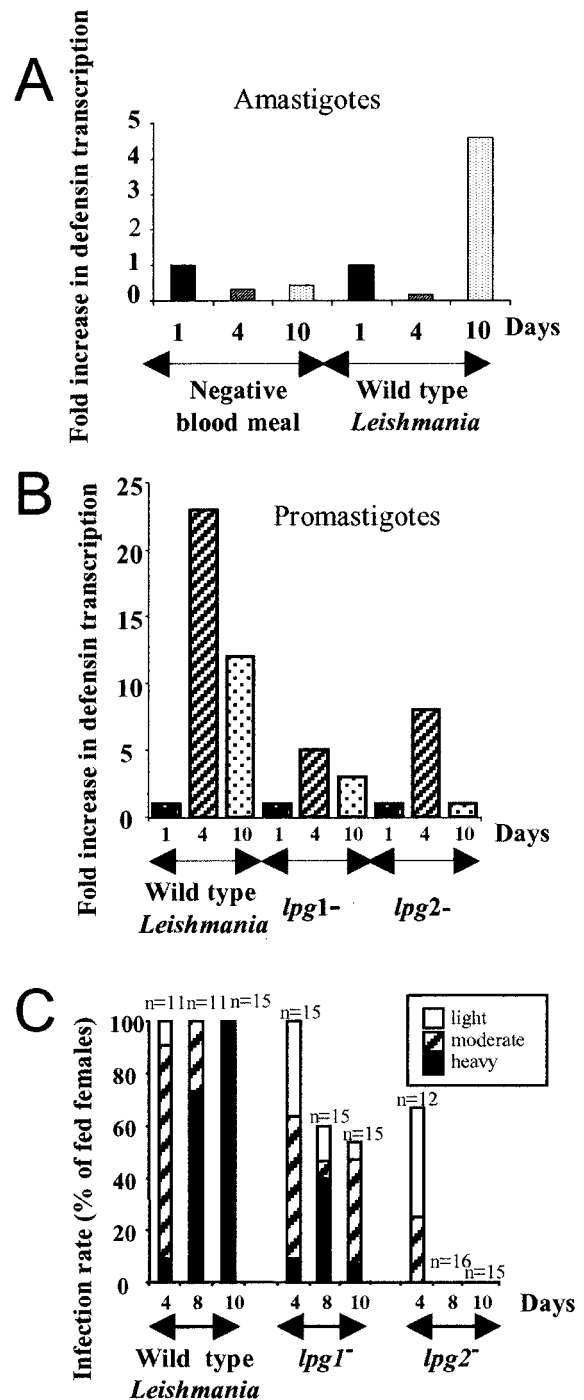 A
Fold increase in defensin transcription
Amastigotes
5
4
3
2
1
0
1 4 10 1 4 10 Days
Negative blood meal
Wild type Leishmania
B
Fold increase in defensin transcription
Promastigotes
25
20
15
10
5
0
1 4 10 1 4 10 1 4 10 Days
Wild type Leishmania
lpg1-
lpg2-
C
Infection rate (% of fed females)
light
moderate
heavy
100
80
60
40
20
0
n=11 n=11 n=15
n=15
n=15
n=15
n=12
n=16
n=15
4 8 10 4 8 10 4 8 10 Days
Wild type Leishmania
lpg1-
lpg2-